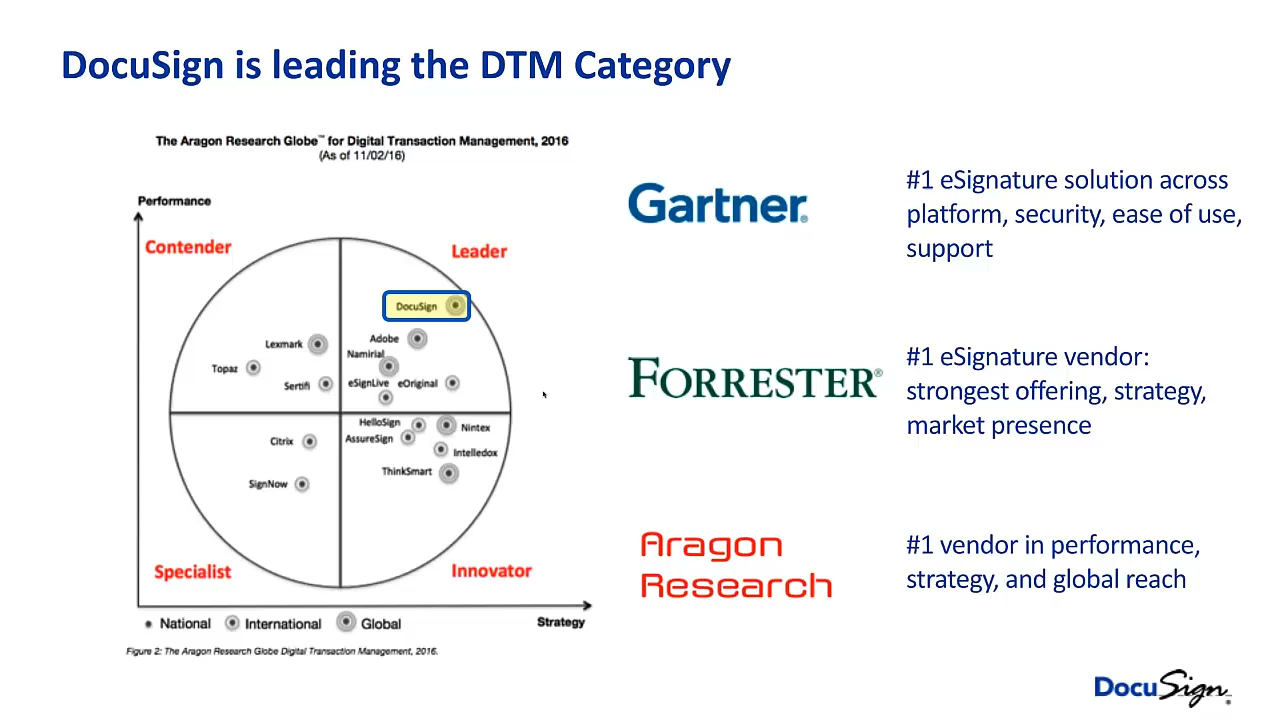 DocuSign is leading the DTM Category
The Aragon Research Globe™ for Digital Transaction Management, 2016
(As of 11/02/16)
Performance
Contender
Leader
DocuSign
Adobe
Lexmark
Namirial
Topaz
Sertifi
eSignLive
eOriginal
HelloSign
Nintex
AssureSign
Citrix
Intelledox
ThinkSmart
SignNow
Specialist
Innovator
Strategy
National
International
Global
Figure 2: The Aragon Research Globe Digital Transaction Management, 2016.
Gartner®
#1 eSignature solution across
platform, security, ease of use,
support
FORRESTER®
#1 eSignature vendor:
strongest offering, strategy,
market presence
Aragon
Research
#1 vendor in performance,
strategy, and global reach
DocuSign®